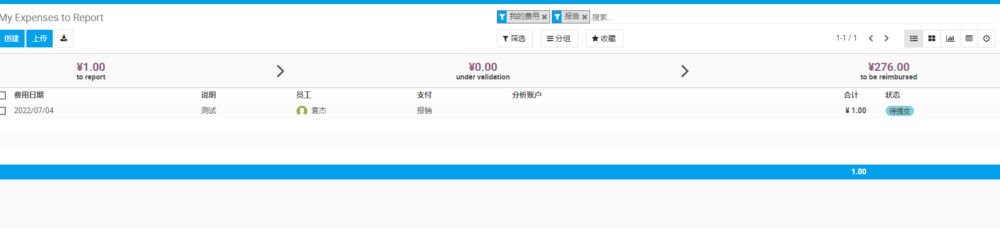 My Expenses to Report
我的费用 报告 搜索...
创建 上传 筛选 分组 收藏 1-1 / 1
¥1.00 ¥0.00 ¥276.00
to report under validation to be reimbursed
费用日期 说明 员工 支付 分析账户 合计 状态
2022/07/04 测试 袁杰 报销 ¥ 1.00 待提交
1.00